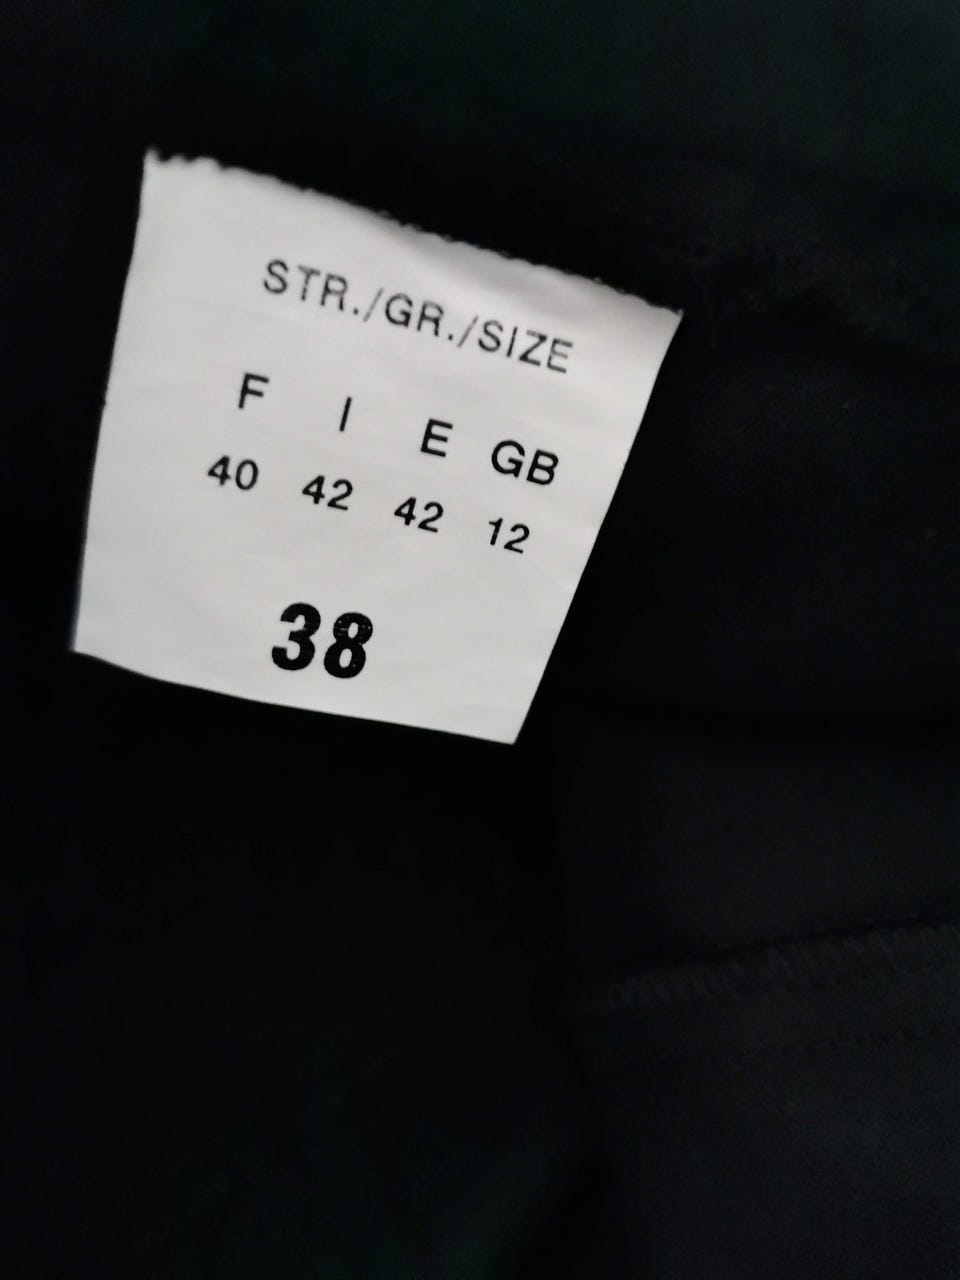 STR./GR./SIZE
F I E GB
40 42 42 12
38